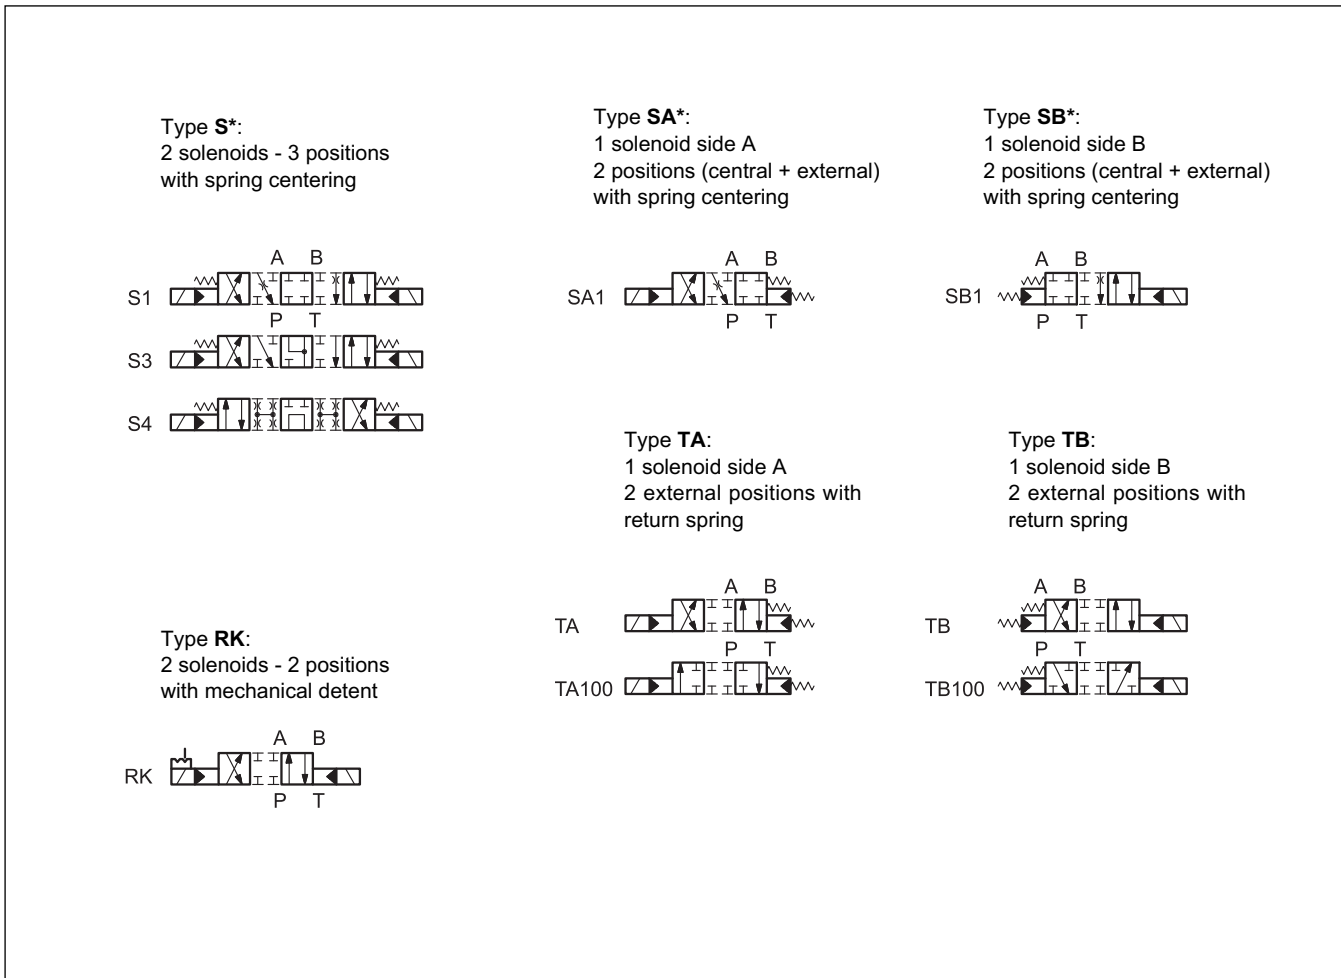 Type S*:
2 solenoids - 3 positions
with spring centering
A B
S1
P T
S3
S4
Type SA*:
1 solenoid side A
2 positions (central + external)
with spring centering
A B
SA1
P T
Type SB*:
1 solenoid side B
2 positions (central + external)
with spring centering
A B
SB1
P T
Type TA:
1 solenoid side A
2 external positions with
return spring
A B
TA
P T
TA100
Type TB:
1 solenoid side B
2 external positions with
return spring
A B
TB
P T
TB100
Type RK:
2 solenoids - 2 positions
with mechanical detent
A B
RK
P T